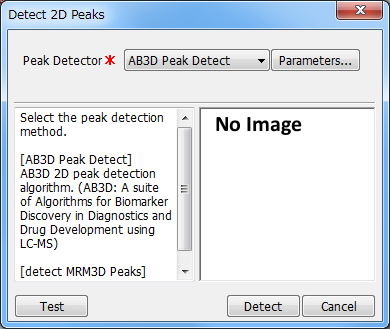 Detect 2D Peaks
Peak Detector AB3D Peak Detect Parameters...
Select the peak detection
method.
[AB3D Peak Detect]
AB3D 2D peak detection
algorithm. (AB3D: A suite
of Algorithms for Biomarker
Discovery in Diagnostics and
Drug Development using
LC-MS)
[detect MRM3D Peaks]
No Image
Test Detect Cancel